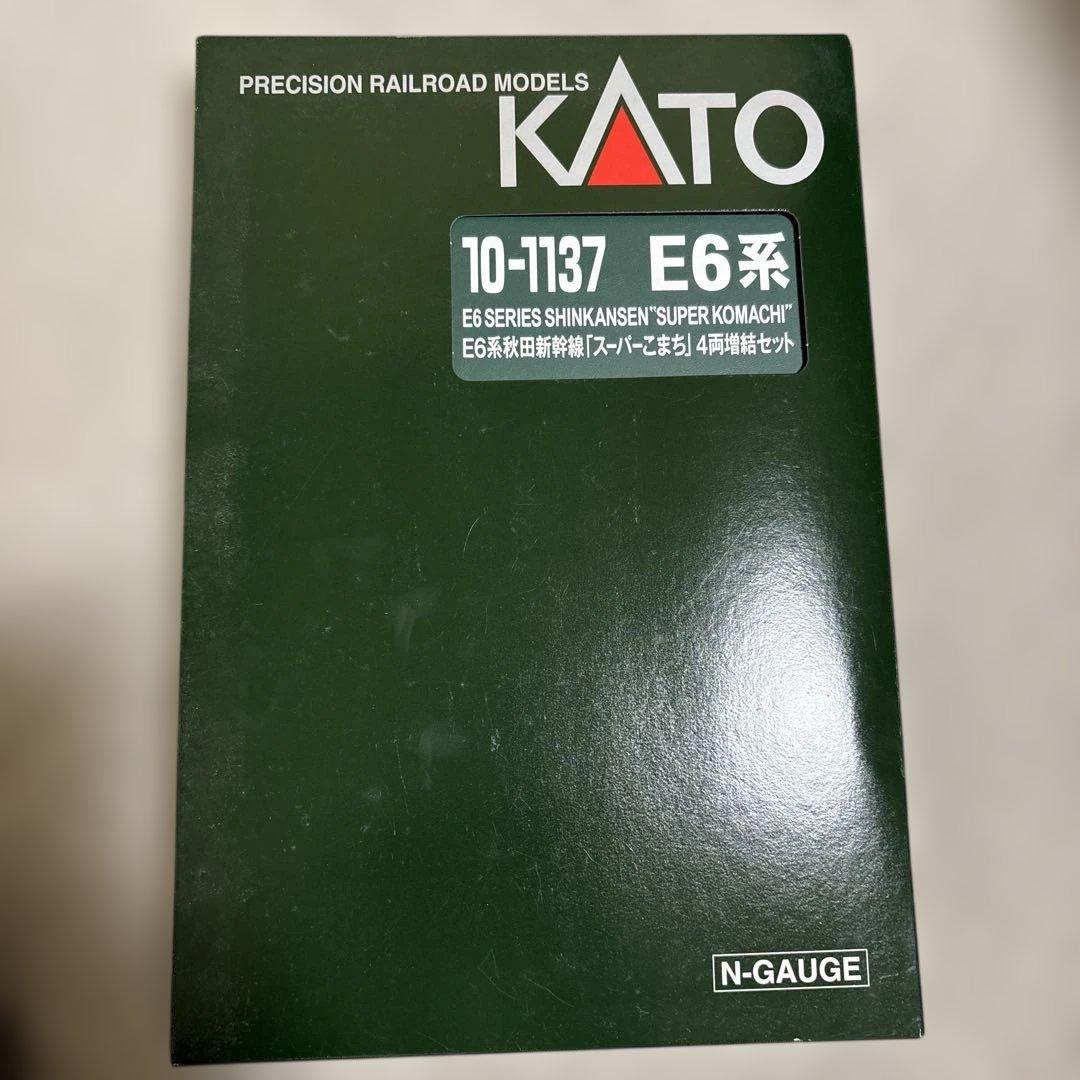 PRECISION RAILROAD MODELS
KATO
10-1137 E6系
E6 SERIES SHINKANSEN"SUPER KOMACHI"
E6系秋田新幹線「スーパーこまち」4両増結セット
N-GAUGE